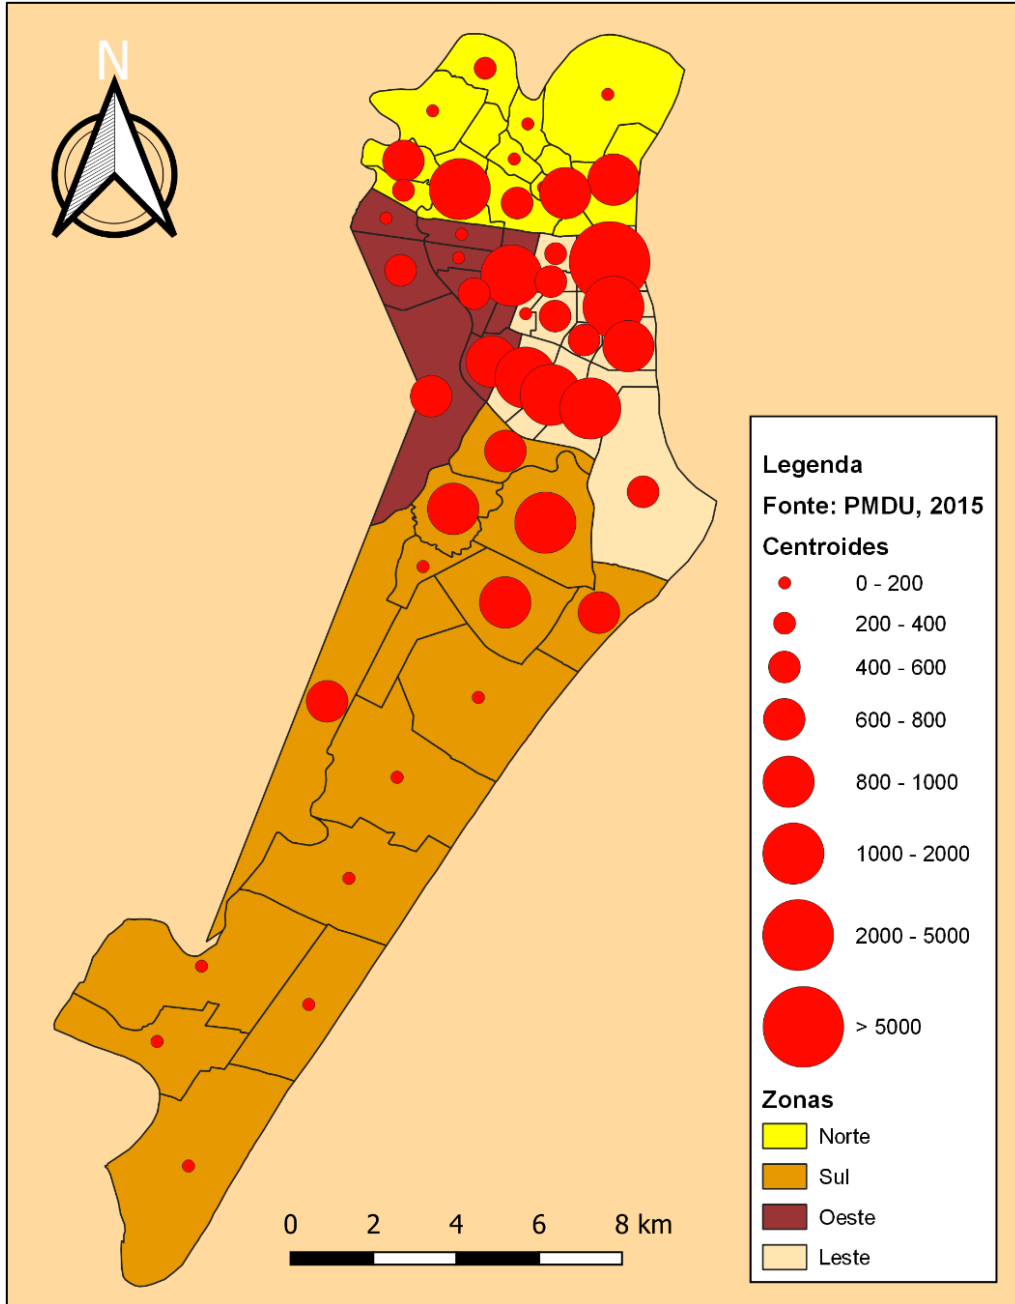 N
Legenda
Fonte: PMDU, 2015
Centroides
0 - 200
200 - 400
400 - 600
600 - 800
800 - 1000
1000 - 2000
2000 - 5000
> 5000
Zonas
Norte
Sul
Oeste
Leste
0 2 4 6 8 km